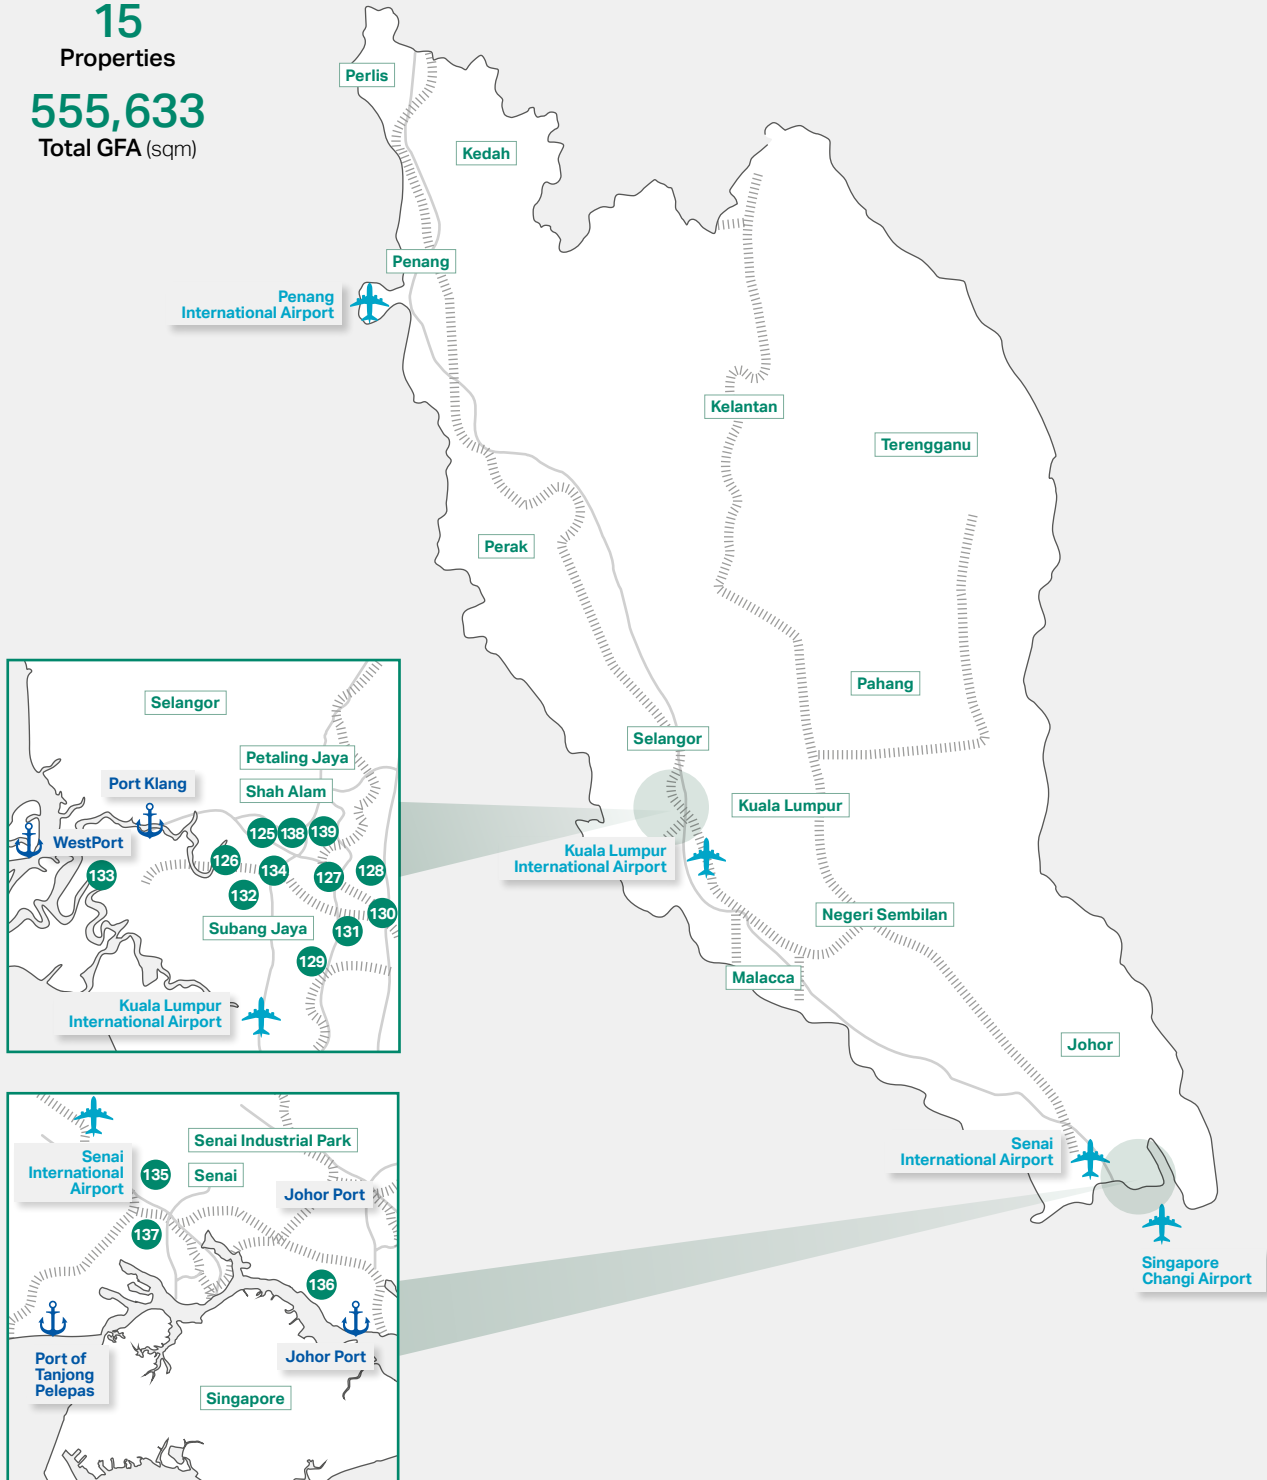 15
Properties
555,633
Total GFA (sqm)
Perlis
Kedah
Penang
Penang
International Airport
Kelantan
Terengganu
Perak
Pahang
Selangor
Kuala Lumpur
Kuala Lumpur
International Airport
Negeri Sembilan
Malacca
Johor
Senai
International Airport
Singapore
Changi Airport
Selangor
Petaling Jaya
Port Klang
Shah Alam
WestPort
125
138
139
126
133
134
127
128
132
130
Subang Jaya
131
129
Kuala Lumpur
International Airport
Senai Industrial Park
Senai
International
Airport
135
Senai
Johor Port
137
136
Port of
Tanjong
Pelepas
Johor Port
Singapore